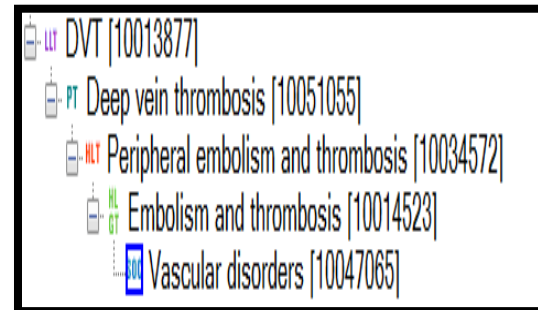 LLT DVT [10013877]
PT Deep vein thrombosis [10051055]
HLT Peripheral embolism and thrombosis [10034572]
HLGT Embolism and thrombosis [10014523]
SOC Vascular disorders [10047065]